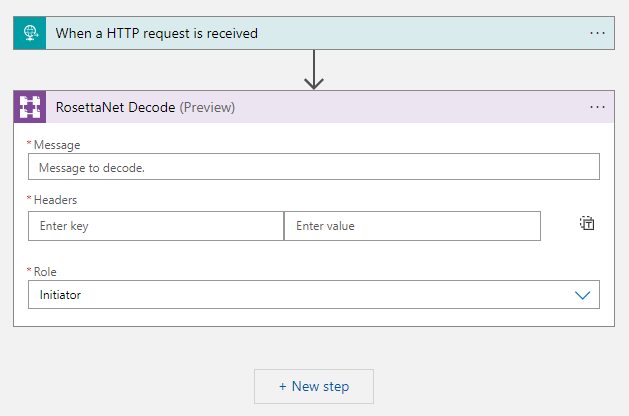 When a HTTP request is received
...
RosettaNet Decode (Preview)
...
* Message
Message to decode.
* Headers
Enter key Enter value
T
* Role
Initiator
+ New step